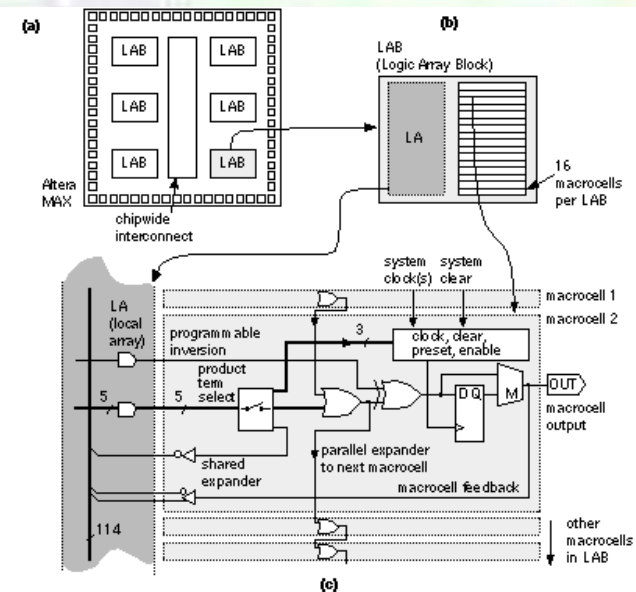 (a)
LAB LAB
LAB LAB
LAB LAB
Altera
MAX
chipwide
interconnect
(b)
LAB
(Logic Array Block)
LA
16
macrocells
per LAB
system
clock(s)
system
clear
LA
(local
array)
programmable
inversion
product
term
select
3
clock, clear,
preset, enable
macrocell 1
macrocell 2
5
5
D Q
M
OUT
macrocell
output
shared
expander
parallel expander
to next macrocell
macrocell feedback
114
other
macrocells
in LAB
(c)